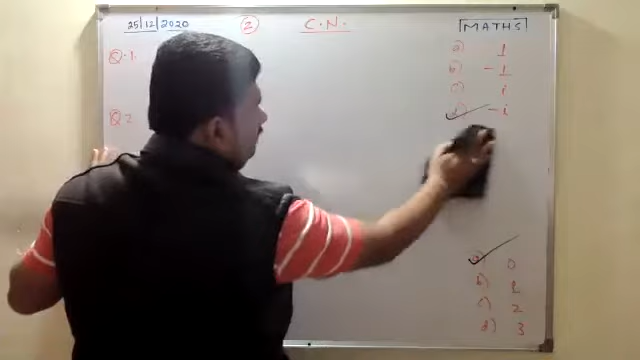 25/12/2020 2 C.N. MATHS
Q.1.
a) 1
b) -1
c) i
d) -i
Q 2
a) 0
b) 1
c) 2
d) 3